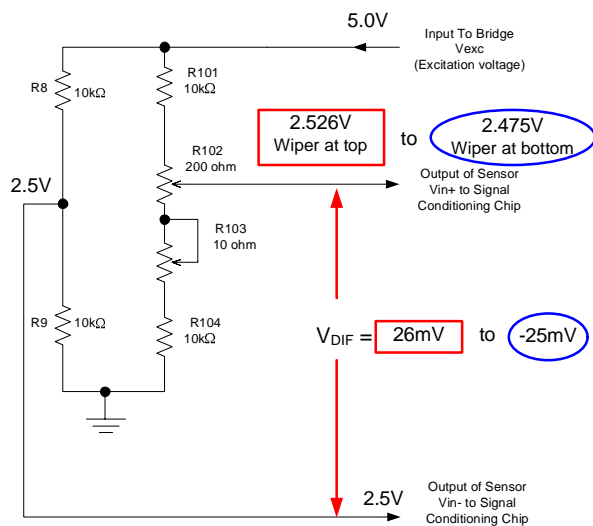 5.0V
Input To Bridge
Vexc
(Excitation voltage)
R8
10kΩ
R101
10kΩ
2.526V
Wiper at top
to
2.475V
Wiper at bottom
R102
200 ohm
2.5V
Output of Sensor
Vin+ to Signal
Conditioning Chip
R103
10 ohm
R9
10kΩ
R104
10kΩ
VDIF = 26mV to -25mV
2.5V
Output of Sensor
Vin- to Signal
Conditioning Chip